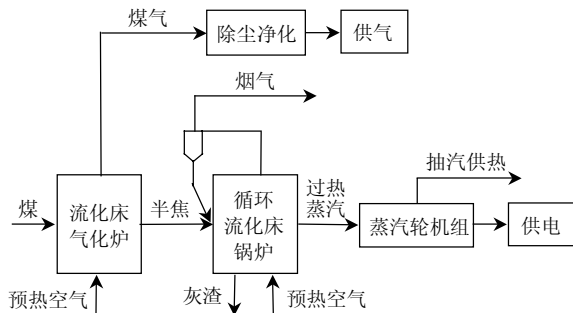 煤气
除尘净化
供气
烟气
抽汽供热
煤
流化床
气化炉
半焦
循环
流化床
锅炉
过热
蒸汽
蒸汽轮机组
供电
预热空气
灰渣
预热空气